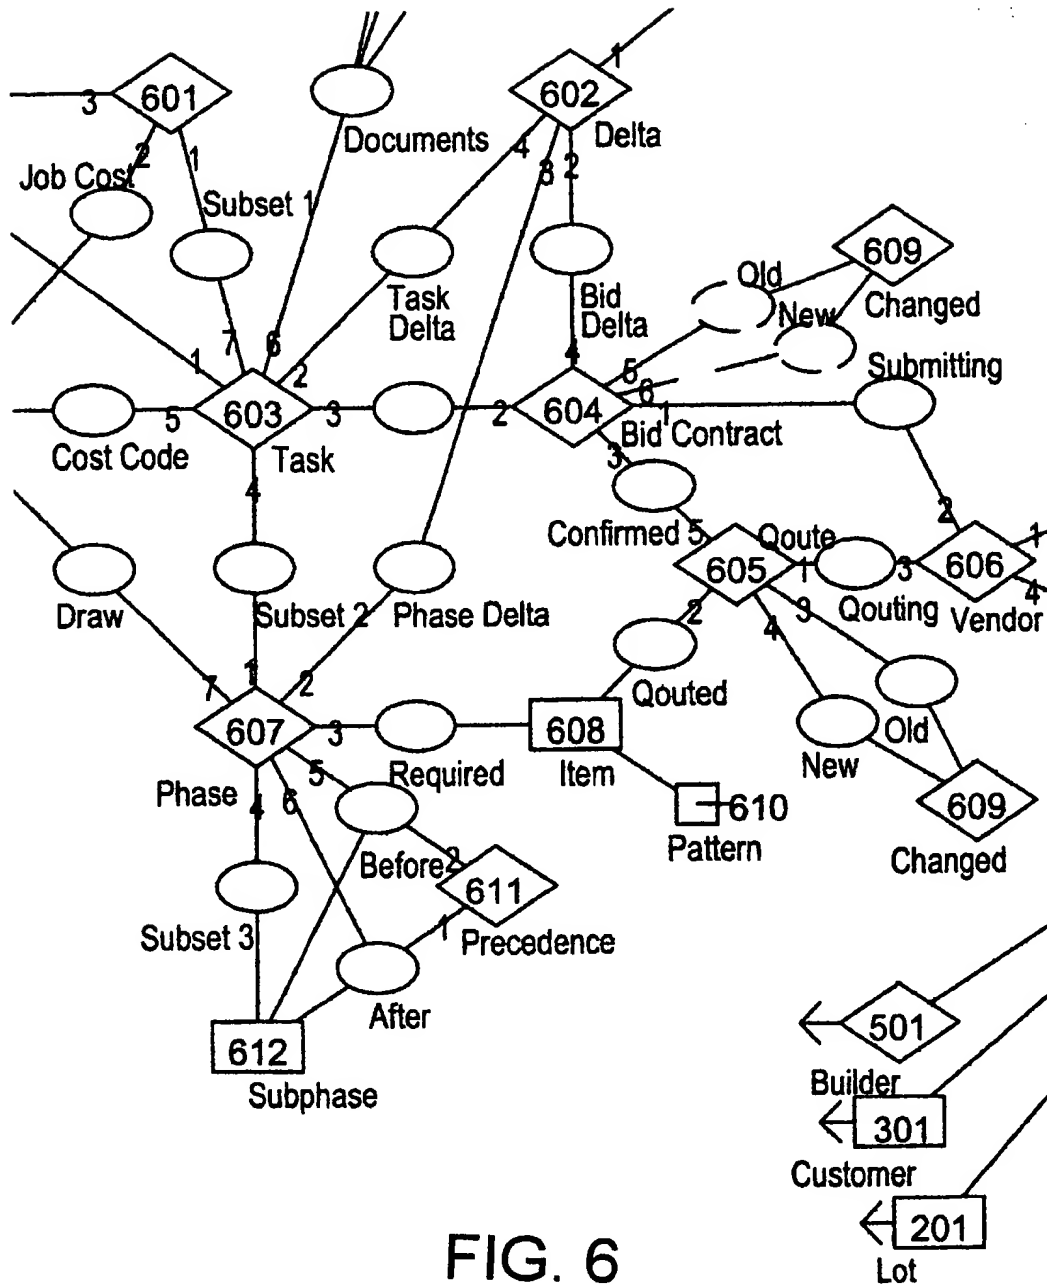 1
601
602
3
Documents
Delta
2
1
4
Job Cost
3
2
Subset 1
609
Old
Task
Delta
Bid
Delta
New
Changed
1
7
6
2
4
5
6
Submitting
5
603
3
2
604
1
Cost Code
Task
Bid Contract
3
4
2
Confirmed
5
Qoute
1
605
1
3
606
Draw
Subset 2
Phase Delta
2
4
3
Qouting
Vendor
4
1
7
2
Qouted
607
3
608
Old
5
Required
Item
New
Phase
4
6
610
609
Pattern
Before
2
Changed
611
Subset 3
1
Precedence
After
501
612
Builder
Subphase
301
Customer
201
FIG. 6
Lot